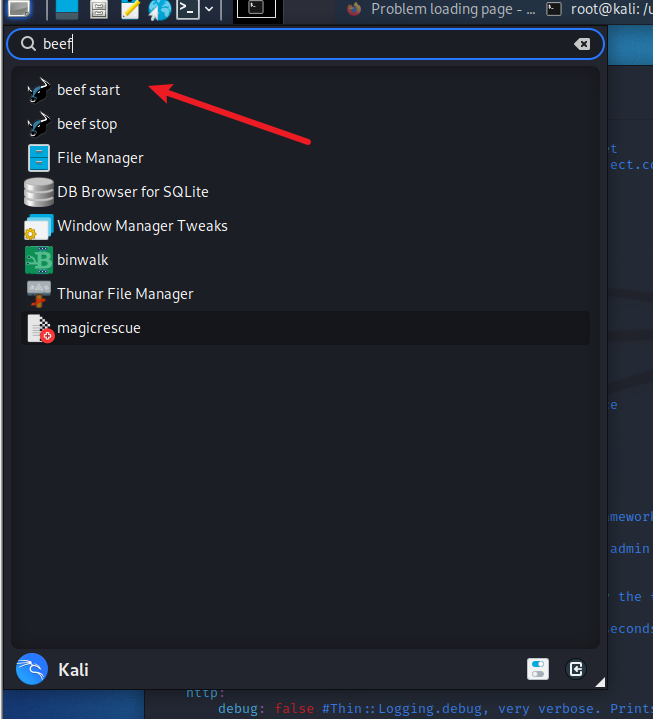 Problem loading page - ...
root@kali: /u
beef
beef start
beef stop
File Manager
DB Browser for SQLite
Window Manager Tweaks
binwalk
Thunar File Manager
magicrescue
ect.co
admin
the
Kali
http:
debug: false #Thin::Logging.debug, very verbose. Prints